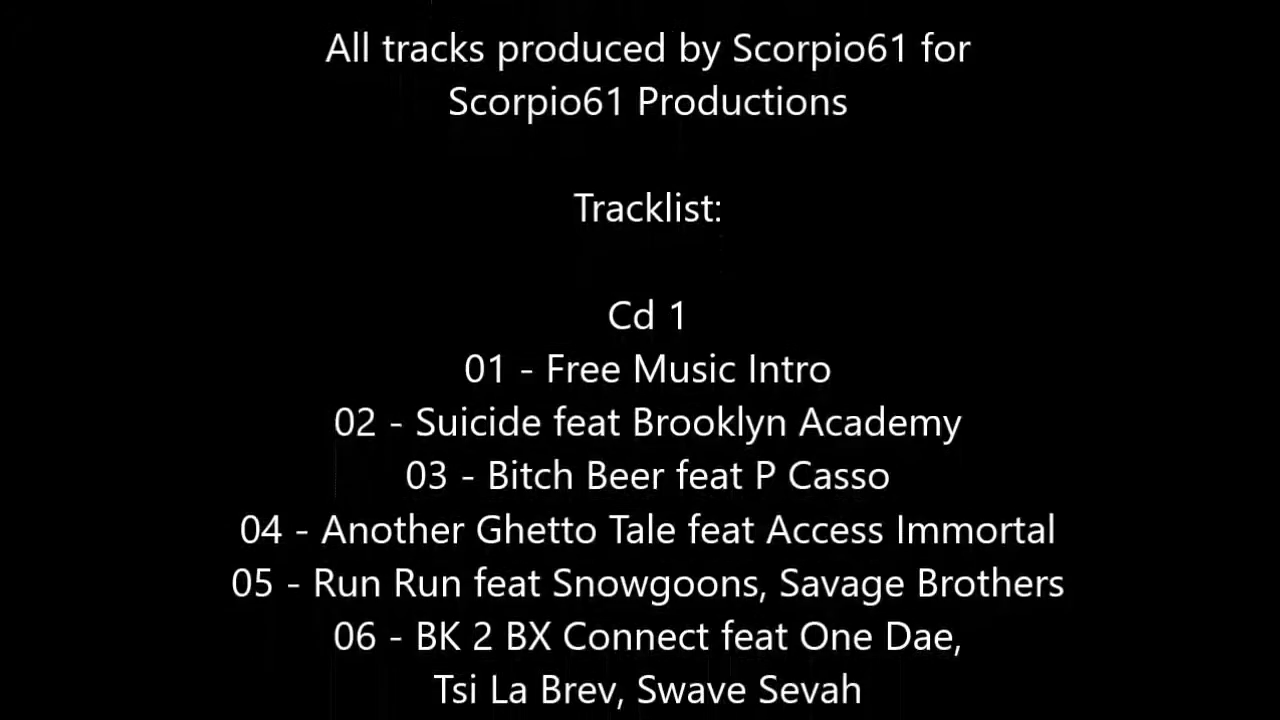 All tracks produced by Scorpio61 for
Scorpio61 Productions
Tracklist:
Cd 1
01 - Free Music Intro
02 - Suicide feat Brooklyn Academy
03 - Bitch Beer feat P Casso
04 - Another Ghetto Tale feat Access Immortal
05 - Run Run feat Snowgoons, Savage Brothers
06 - BK 2 BX Connect feat One Dae,
Tsi La Brev, Swave Sevah